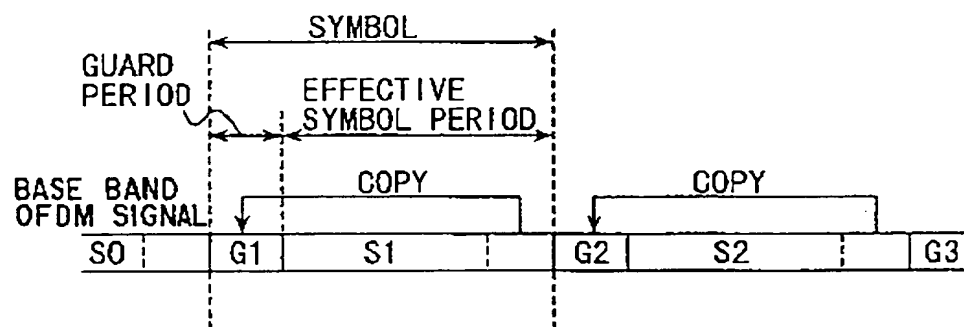 SYMBOL
GUARD
PERIOD
EFFECTIVE
SYMBOL PERIOD
BASE BAND
OFDM SIGNAL
COPY
COPY
S0 G1 S1 G2 S2 G3